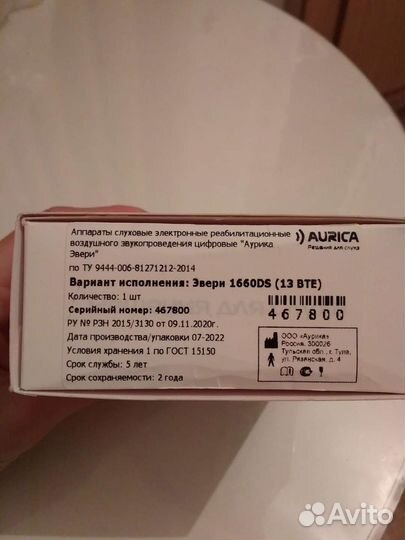 Аппараты слуховые электронные реабилитационные
воздушного звукопроведения цифровые "Аурика
Эвери"
AURICA
Решения для слуха
по ТУ 9444-006-81271212-2014
Вариант исполнения: Эвери 1660DS (13 BTE)
Количество: 1 шт
Серийный номер: 467800
РУ № РЗН 2015/3130 от 09.11.2020г.
Дата производства/упаковки 07-2022
Условия хранения 1 по ГОСТ 15150
Срок службы: 5 лет
Срок сохраняемости: 2 года
467800
ООО «Аурика»
Россия, 300026
Тульская обл., г. Тула,
ул. Рязанская, д. 4
Avito